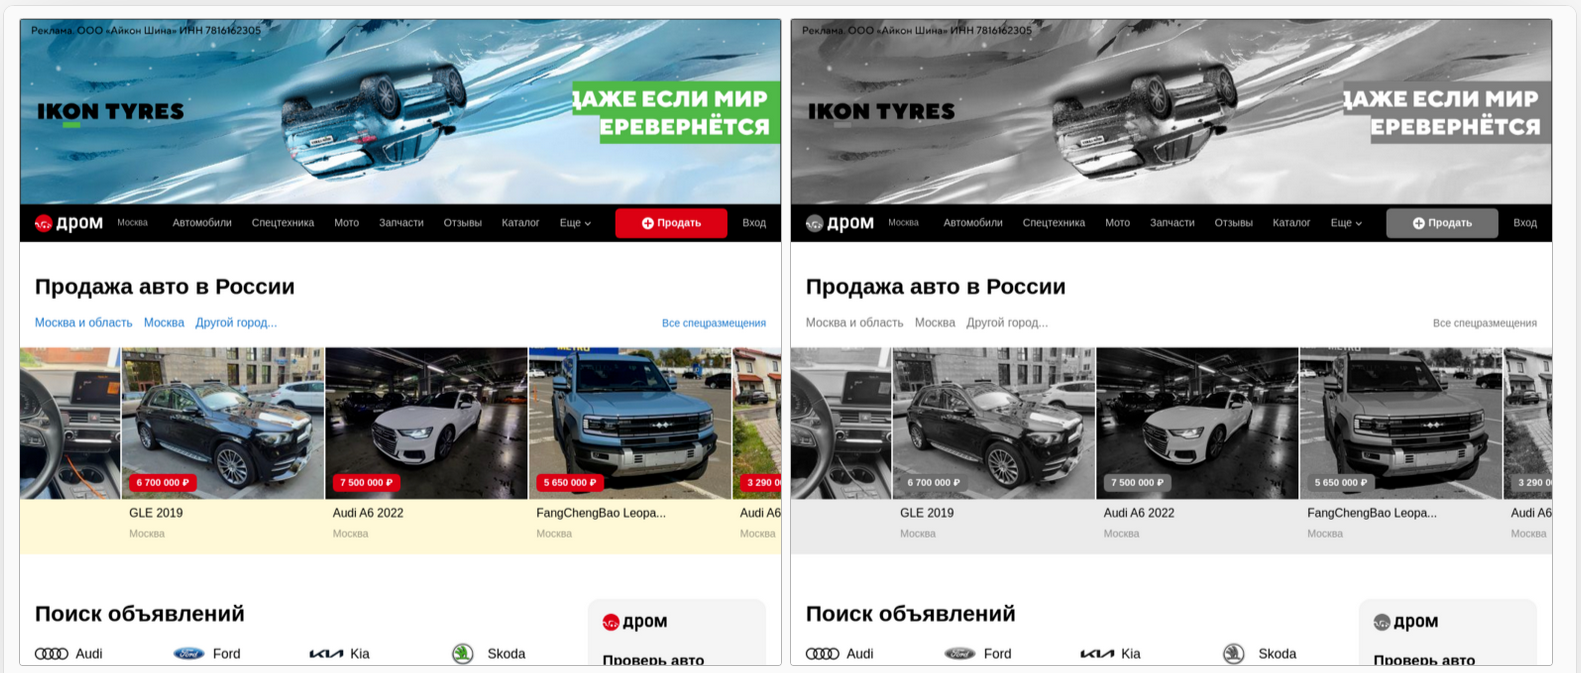 Реклама. ООО «Айкон Шина» ИНН 7816162305
IKON TYRES
ДАЖЕ ЕСЛИ МИР
ЕРЕВЕРНЁТСЯ
дром Москва Автомобили Спецтехника Мото Запчасти Отзывы Каталог Еще Продать Вход
Продажа авто в России
Москва и область Москва Другой город... Все спецразмещения
6 700 000 ₽ 7 500 000 ₽ 5 650 000 ₽ 3 290 0
GLE 2019 Audi A6 2022 FangChengBao Leopa... Audi A6
Москва Москва Москва Москва
Поиск объявлений
дром
Audi Ford Kia Skoda
Проверь авто
Реклама. ООО «Айкон Шина» ИНН 7816162305
IKON TYRES
ДАЖЕ ЕСЛИ МИР
ЕРЕВЕРНЁТСЯ
дром Москва Автомобили Спецтехника Мото Запчасти Отзывы Каталог Еще Продать Вход
Продажа авто в России
Москва и область Москва Другой город... Все спецразмещения
6 700 000 ₽ 7 500 000 ₽ 5 650 000 ₽ 3 290 0
GLE 2019 Audi A6 2022 FangChengBao Leopa... Audi A6
Москва Москва Москва Москва
Поиск объявлений
дром
Audi Ford Kia Skoda
Проверь авто